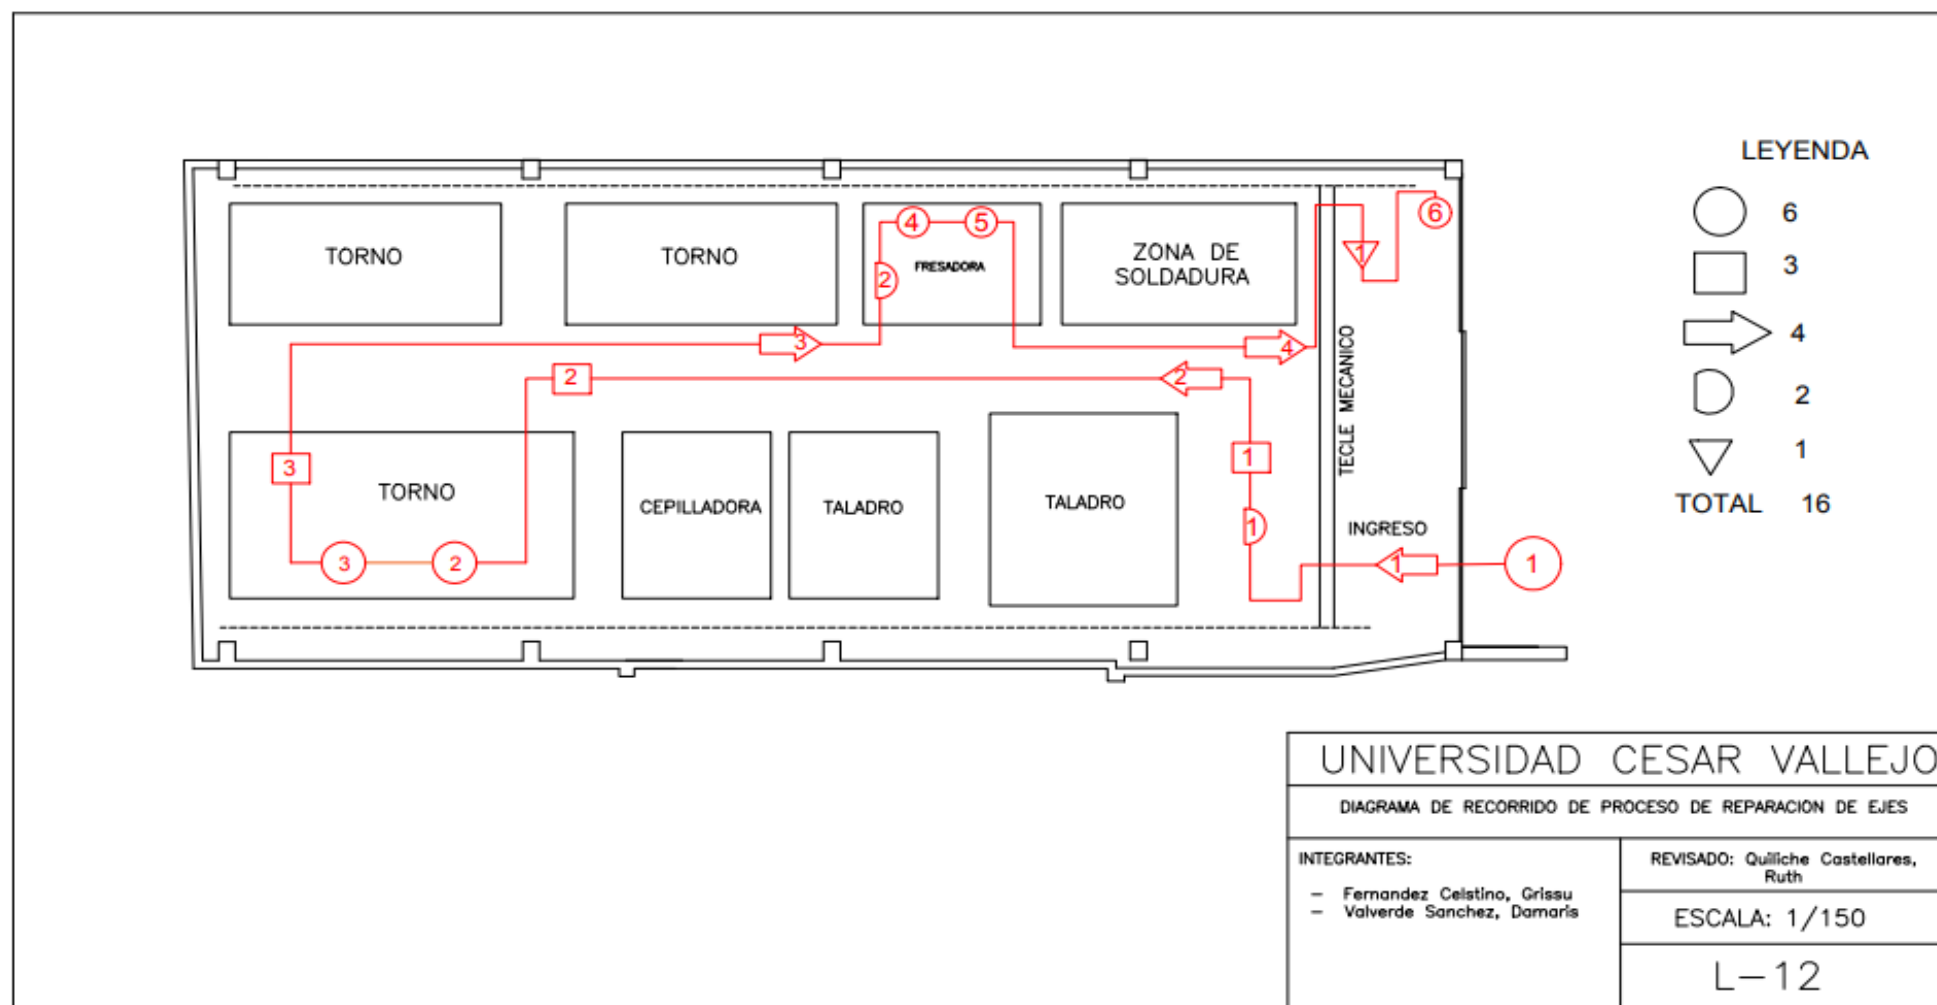 LEYENDA
6
3
4
2
1
TOTAL 16
TORNO
TORNO
4
5
FRESADORA
2
ZONA DE
SOLDADURA
1
6
3
4
2
2
TECLE MECANICO
3
TORNO
3
2
CEPILLADORA
TALADRO
TALADRO
1
1
INGRESO
1
1
UNIVERSIDAD CESAR VALLEJO
DIAGRAMA DE RECORRIDO DE PROCESO DE REPARACION DE EJES
INTEGRANTES:
– Fernandez Celstino, Grissu
– Valverde Sanchez, Damaris
REVISADO: Quiliche Castellares,
Ruth
ESCALA: 1/150
L–12